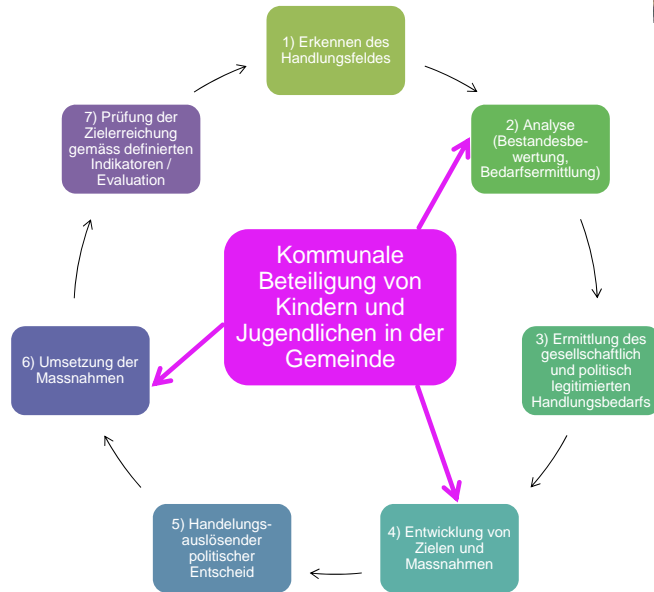 1) Erkennen des
Handlungsfeldes
2) Analyse
(Bestandesbe-
wertung,
Bedarfsermittlung)
3) Ermittlung des
gesellschaftlich
und politisch
legitimierten
Handlungsbedarfs
4) Entwicklung von
Zielen und
Massnahmen
5) Handelungs-
auslösender
politischer
Entscheid
6) Umsetzung der
Massnahmen
7) Prüfung der
Zielerreichung
gemäss definierten
Indikatoren /
Evaluation
Kommunale
Beteiligung von
Kindern und
Jugendlichen in der
Gemeinde